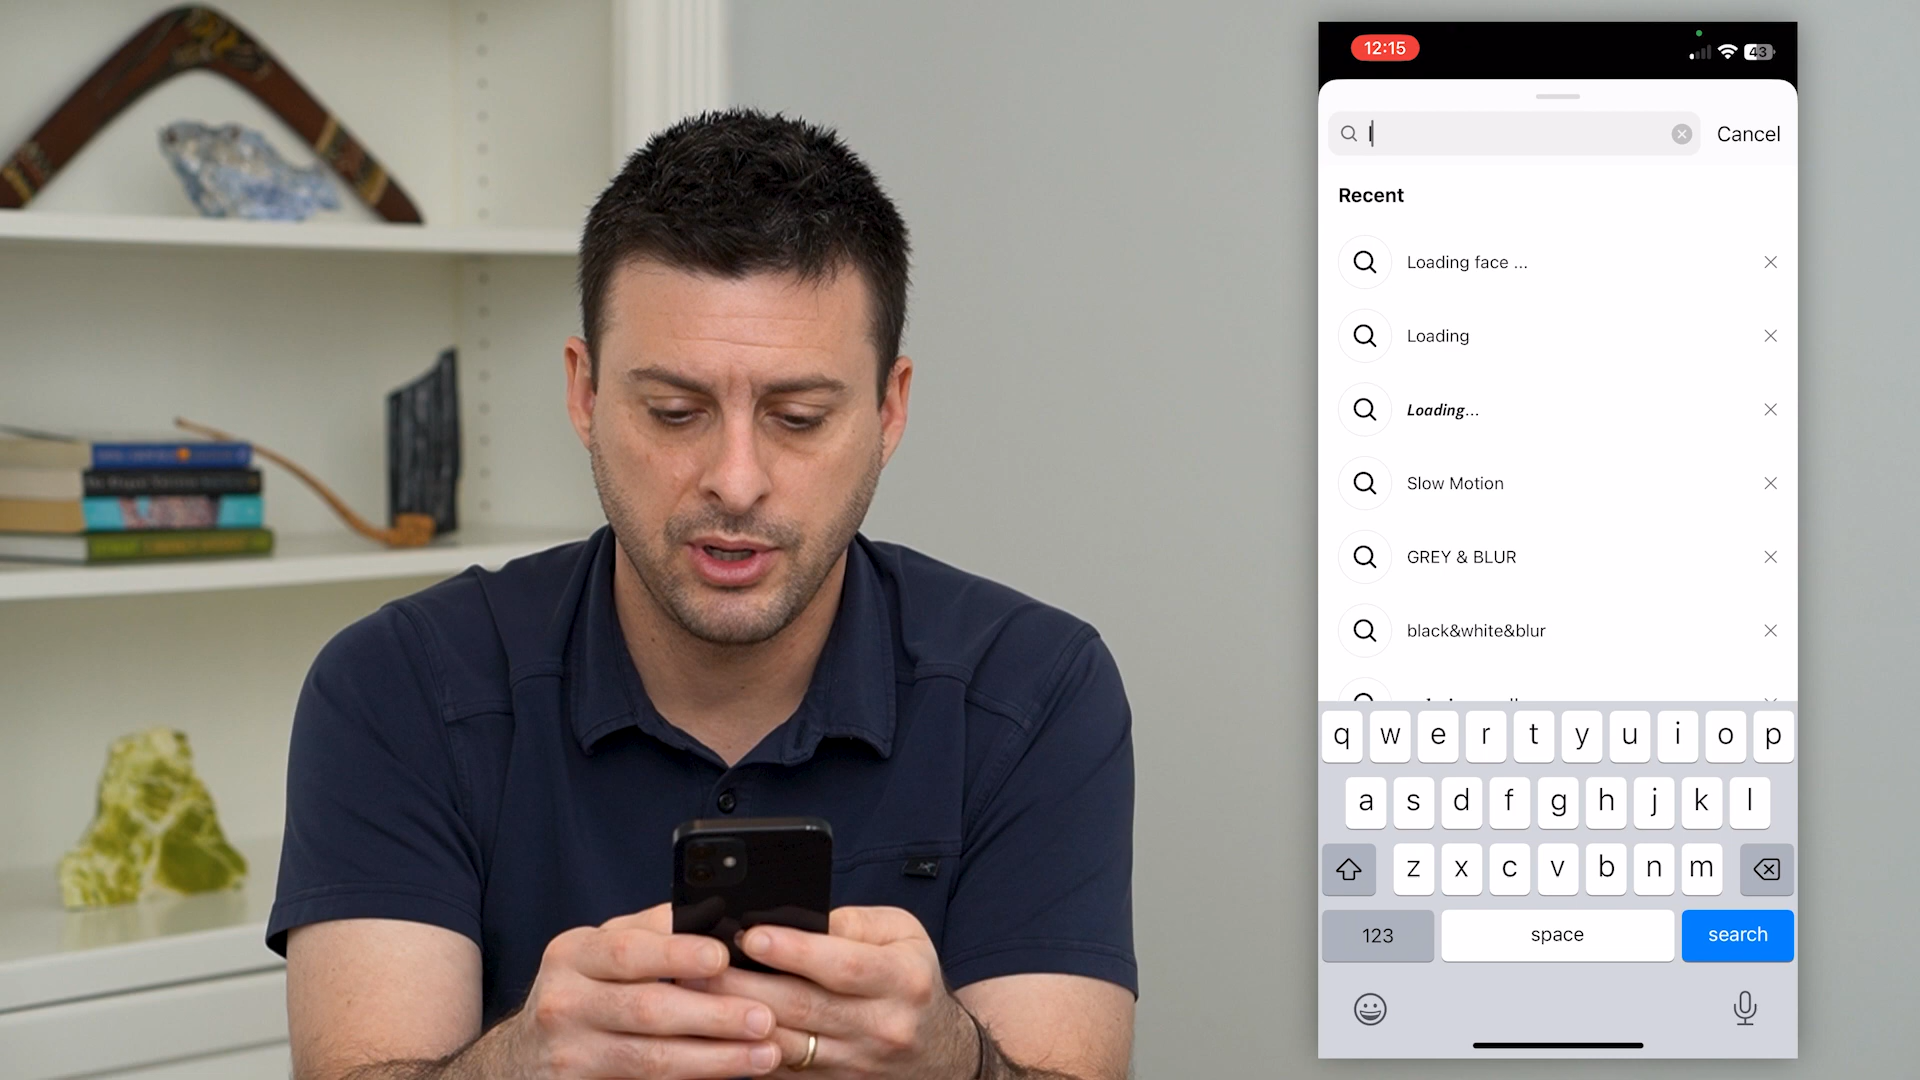 12:15
43
l
Cancel
Recent
Loading face ...
Loading
Loading...
Slow Motion
GREY & BLUR
black&white&blur
q w e r t y u i o p
a s d f g h j k l
z x c v b n m
123
space
search